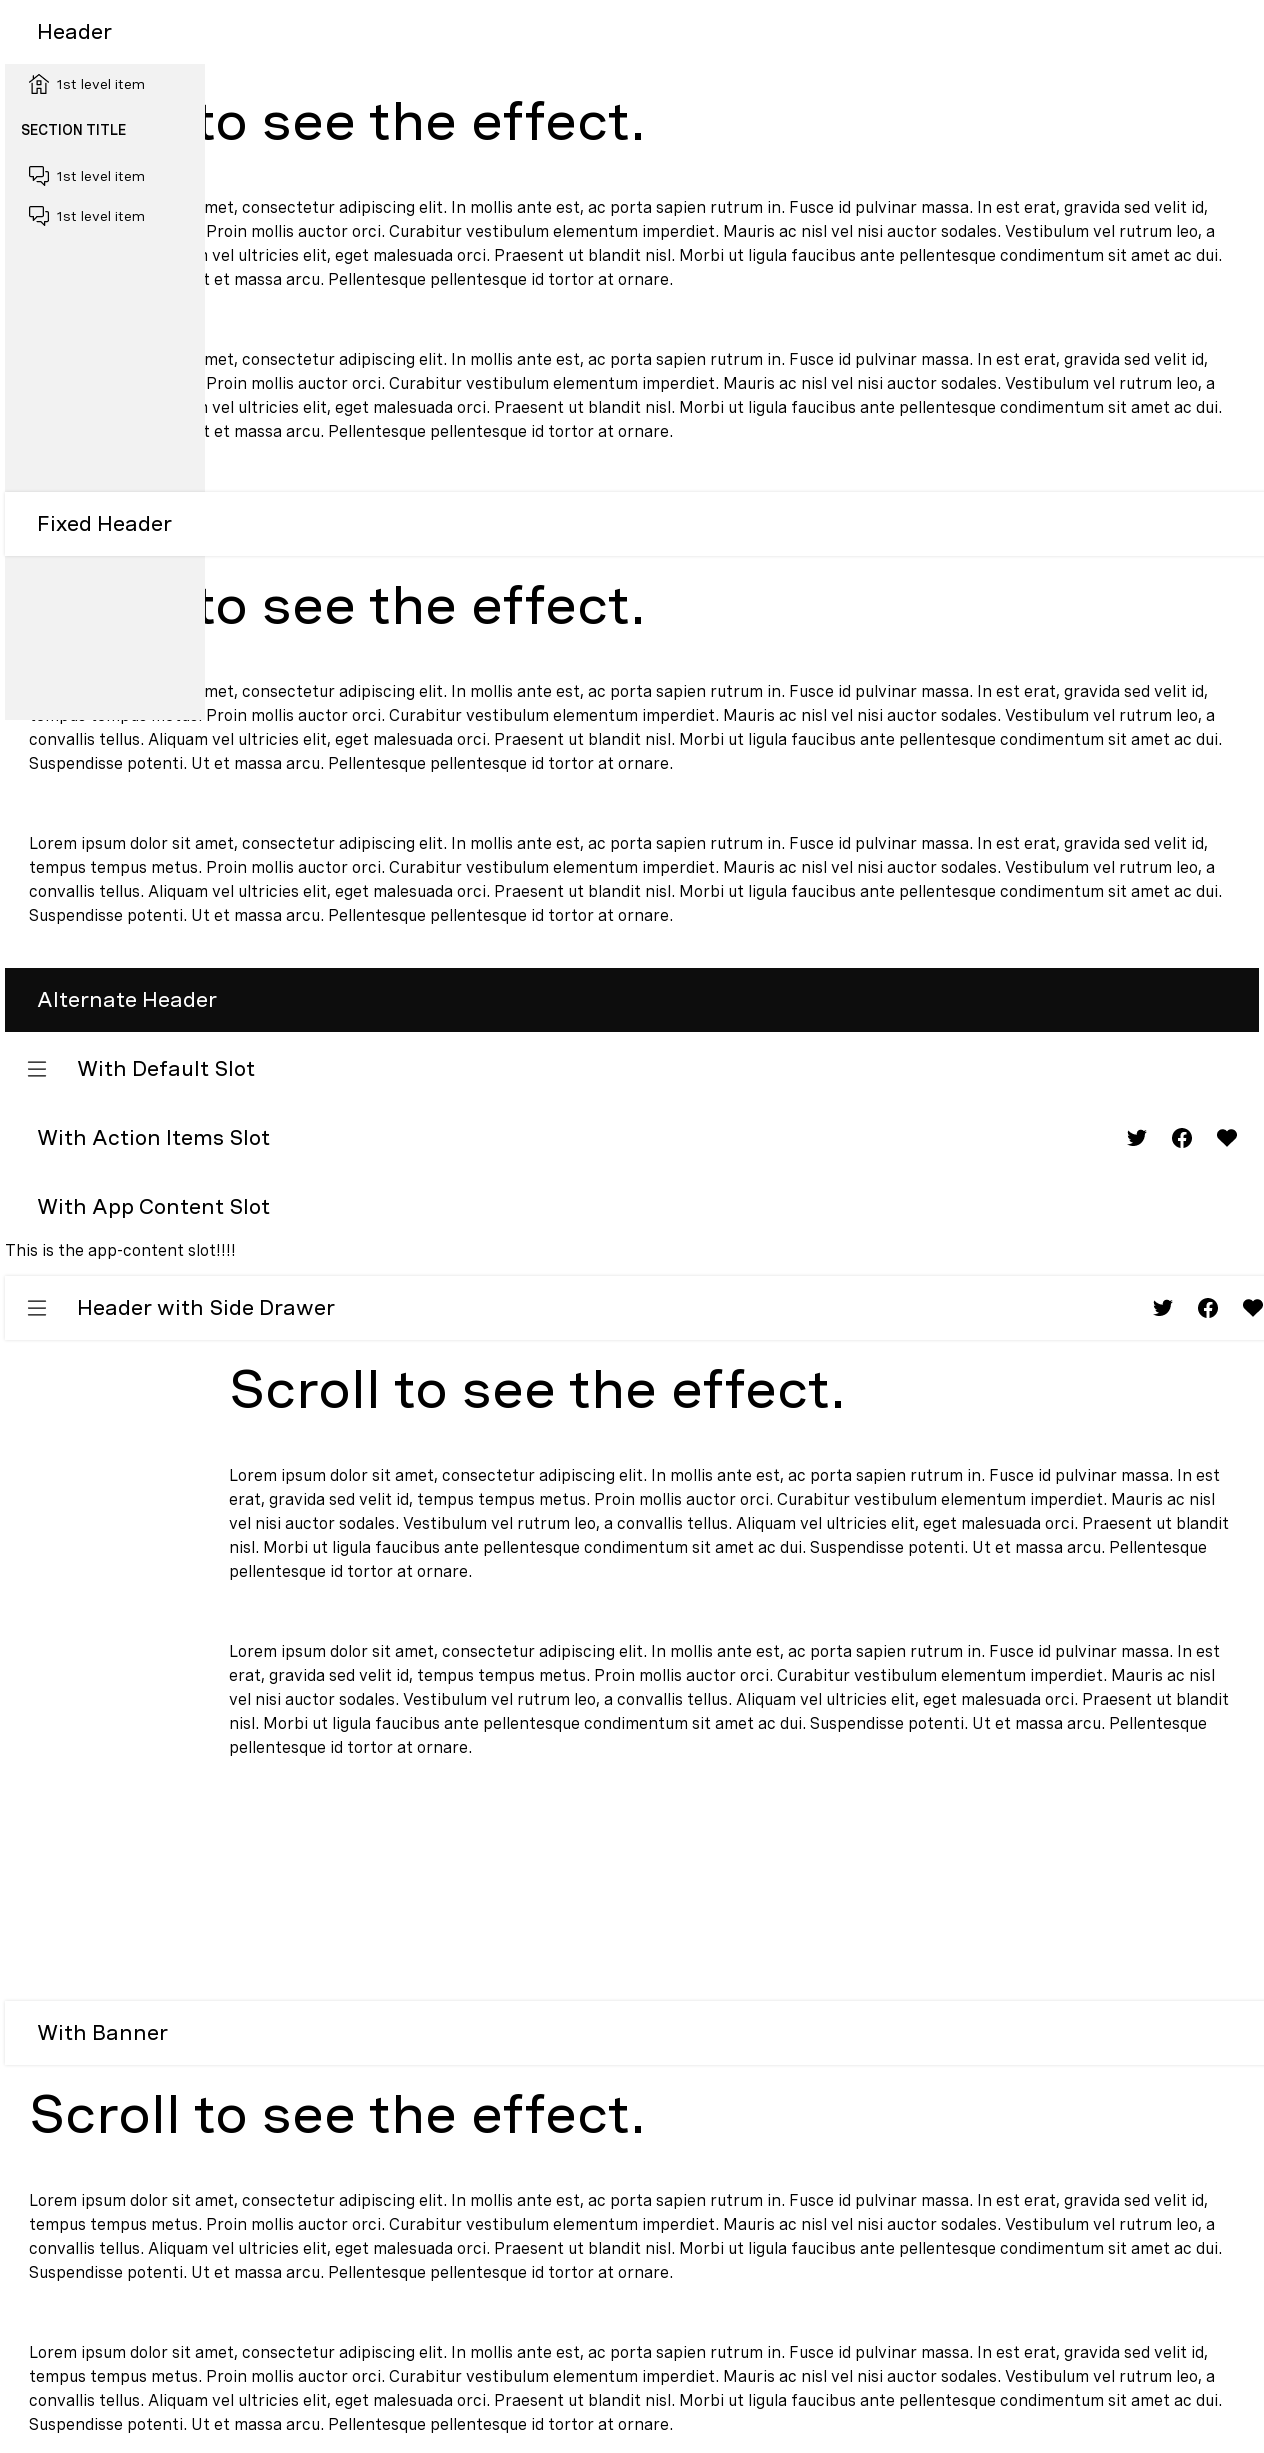 Header
1st level item
to see the effect.
SECTION TITLE
1st level item
met, consectetur adipiscing elit. In mollis ante est, ac porta sapien rutrum in. Fusce id pulvinar massa. In est erat, gravida sed velit id,
1st level item
Proin mollis auctor orci. Curabitur vestibulum elementum imperdiet. Mauris ac nisl vel nisi auctor sodales. Vestibulum vel rutrum leo, a
vel ultricies elit, eget malesuada orci. Praesent ut blandit nisl. Morbi ut ligula faucibus ante pellentesque condimentum sit amet ac dui.
et massa arcu. Pellentesque pellentesque id tortor at ornare.
met, consectetur adipiscing elit. In mollis ante est, ac porta sapien rutrum in. Fusce id pulvinar massa. In est erat, gravida sed velit id,
Proin mollis auctor orci. Curabitur vestibulum elementum imperdiet. Mauris ac nisl vel nisi auctor sodales. Vestibulum vel rutrum leo, a
vel ultricies elit, eget malesuada orci. Praesent ut blandit nisl. Morbi ut ligula faucibus ante pellentesque condimentum sit amet ac dui.
et massa arcu. Pellentesque pellentesque id tortor at ornare.
Fixed Header
to see the effect.
met, consectetur adipiscing elit. In mollis ante est, ac porta sapien rutrum in. Fusce id pulvinar massa. In est erat, gravida sed velit id,
Proin mollis auctor orci. Curabitur vestibulum elementum imperdiet. Mauris ac nisl vel nisi auctor sodales. Vestibulum vel rutrum leo, a
convallis tellus. Aliquam vel ultricies elit, eget malesuada orci. Praesent ut blandit nisl. Morbi ut ligula faucibus ante pellentesque condimentum sit amet ac dui.
Suspendisse potenti. Ut et massa arcu. Pellentesque pellentesque id tortor at ornare.
Lorem ipsum dolor sit amet, consectetur adipiscing elit. In mollis ante est, ac porta sapien rutrum in. Fusce id pulvinar massa. In est erat, gravida sed velit id,
tempus tempus metus. Proin mollis auctor orci. Curabitur vestibulum elementum imperdiet. Mauris ac nisl vel nisi auctor sodales. Vestibulum vel rutrum leo, a
convallis tellus. Aliquam vel ultricies elit, eget malesuada orci. Praesent ut blandit nisl. Morbi ut ligula faucibus ante pellentesque condimentum sit amet ac dui.
Suspendisse potenti. Ut et massa arcu. Pellentesque pellentesque id tortor at ornare.
Alternate Header
With Default Slot
With Action Items Slot
With App Content Slot
This is the app-content slot!!!!
Header with Side Drawer
Scroll to see the effect.
Lorem ipsum dolor sit amet, consectetur adipiscing elit. In mollis ante est, ac porta sapien rutrum in. Fusce id pulvinar massa. In est
erat, gravida sed velit id, tempus tempus metus. Proin mollis auctor orci. Curabitur vestibulum elementum imperdiet. Mauris ac nisl
vel nisi auctor sodales. Vestibulum vel rutrum leo, a convallis tellus. Aliquam vel ultricies elit, eget malesuada orci. Praesent ut blandit
nisl. Morbi ut ligula faucibus ante pellentesque condimentum sit amet ac dui. Suspendisse potenti. Ut et massa arcu. Pellentesque
pellentesque id tortor at ornare.
Lorem ipsum dolor sit amet, consectetur adipiscing elit. In mollis ante est, ac porta sapien rutrum in. Fusce id pulvinar massa. In est
erat, gravida sed velit id, tempus tempus metus. Proin mollis auctor orci. Curabitur vestibulum elementum imperdiet. Mauris ac nisl
vel nisi auctor sodales. Vestibulum vel rutrum leo, a convallis tellus. Aliquam vel ultricies elit, eget malesuada orci. Praesent ut blandit
nisl. Morbi ut ligula faucibus ante pellentesque condimentum sit amet ac dui. Suspendisse potenti. Ut et massa arcu. Pellentesque
pellentesque id tortor at ornare.
With Banner
Scroll to see the effect.
Lorem ipsum dolor sit amet, consectetur adipiscing elit. In mollis ante est, ac porta sapien rutrum in. Fusce id pulvinar massa. In est erat, gravida sed velit id,
tempus tempus metus. Proin mollis auctor orci. Curabitur vestibulum elementum imperdiet. Mauris ac nisl vel nisi auctor sodales. Vestibulum vel rutrum leo, a
convallis tellus. Aliquam vel ultricies elit, eget malesuada orci. Praesent ut blandit nisl. Morbi ut ligula faucibus ante pellentesque condimentum sit amet ac dui.
Suspendisse potenti. Ut et massa arcu. Pellentesque pellentesque id tortor at ornare.
Lorem ipsum dolor sit amet, consectetur adipiscing elit. In mollis ante est, ac porta sapien rutrum in. Fusce id pulvinar massa. In est erat, gravida sed velit id,
tempus tempus metus. Proin mollis auctor orci. Curabitur vestibulum elementum imperdiet. Mauris ac nisl vel nisi auctor sodales. Vestibulum vel rutrum leo, a
convallis tellus. Aliquam vel ultricies elit, eget malesuada orci. Praesent ut blandit nisl. Morbi ut ligula faucibus ante pellentesque condimentum sit amet ac dui.
Suspendisse potenti. Ut et massa arcu. Pellentesque pellentesque id tortor at ornare.